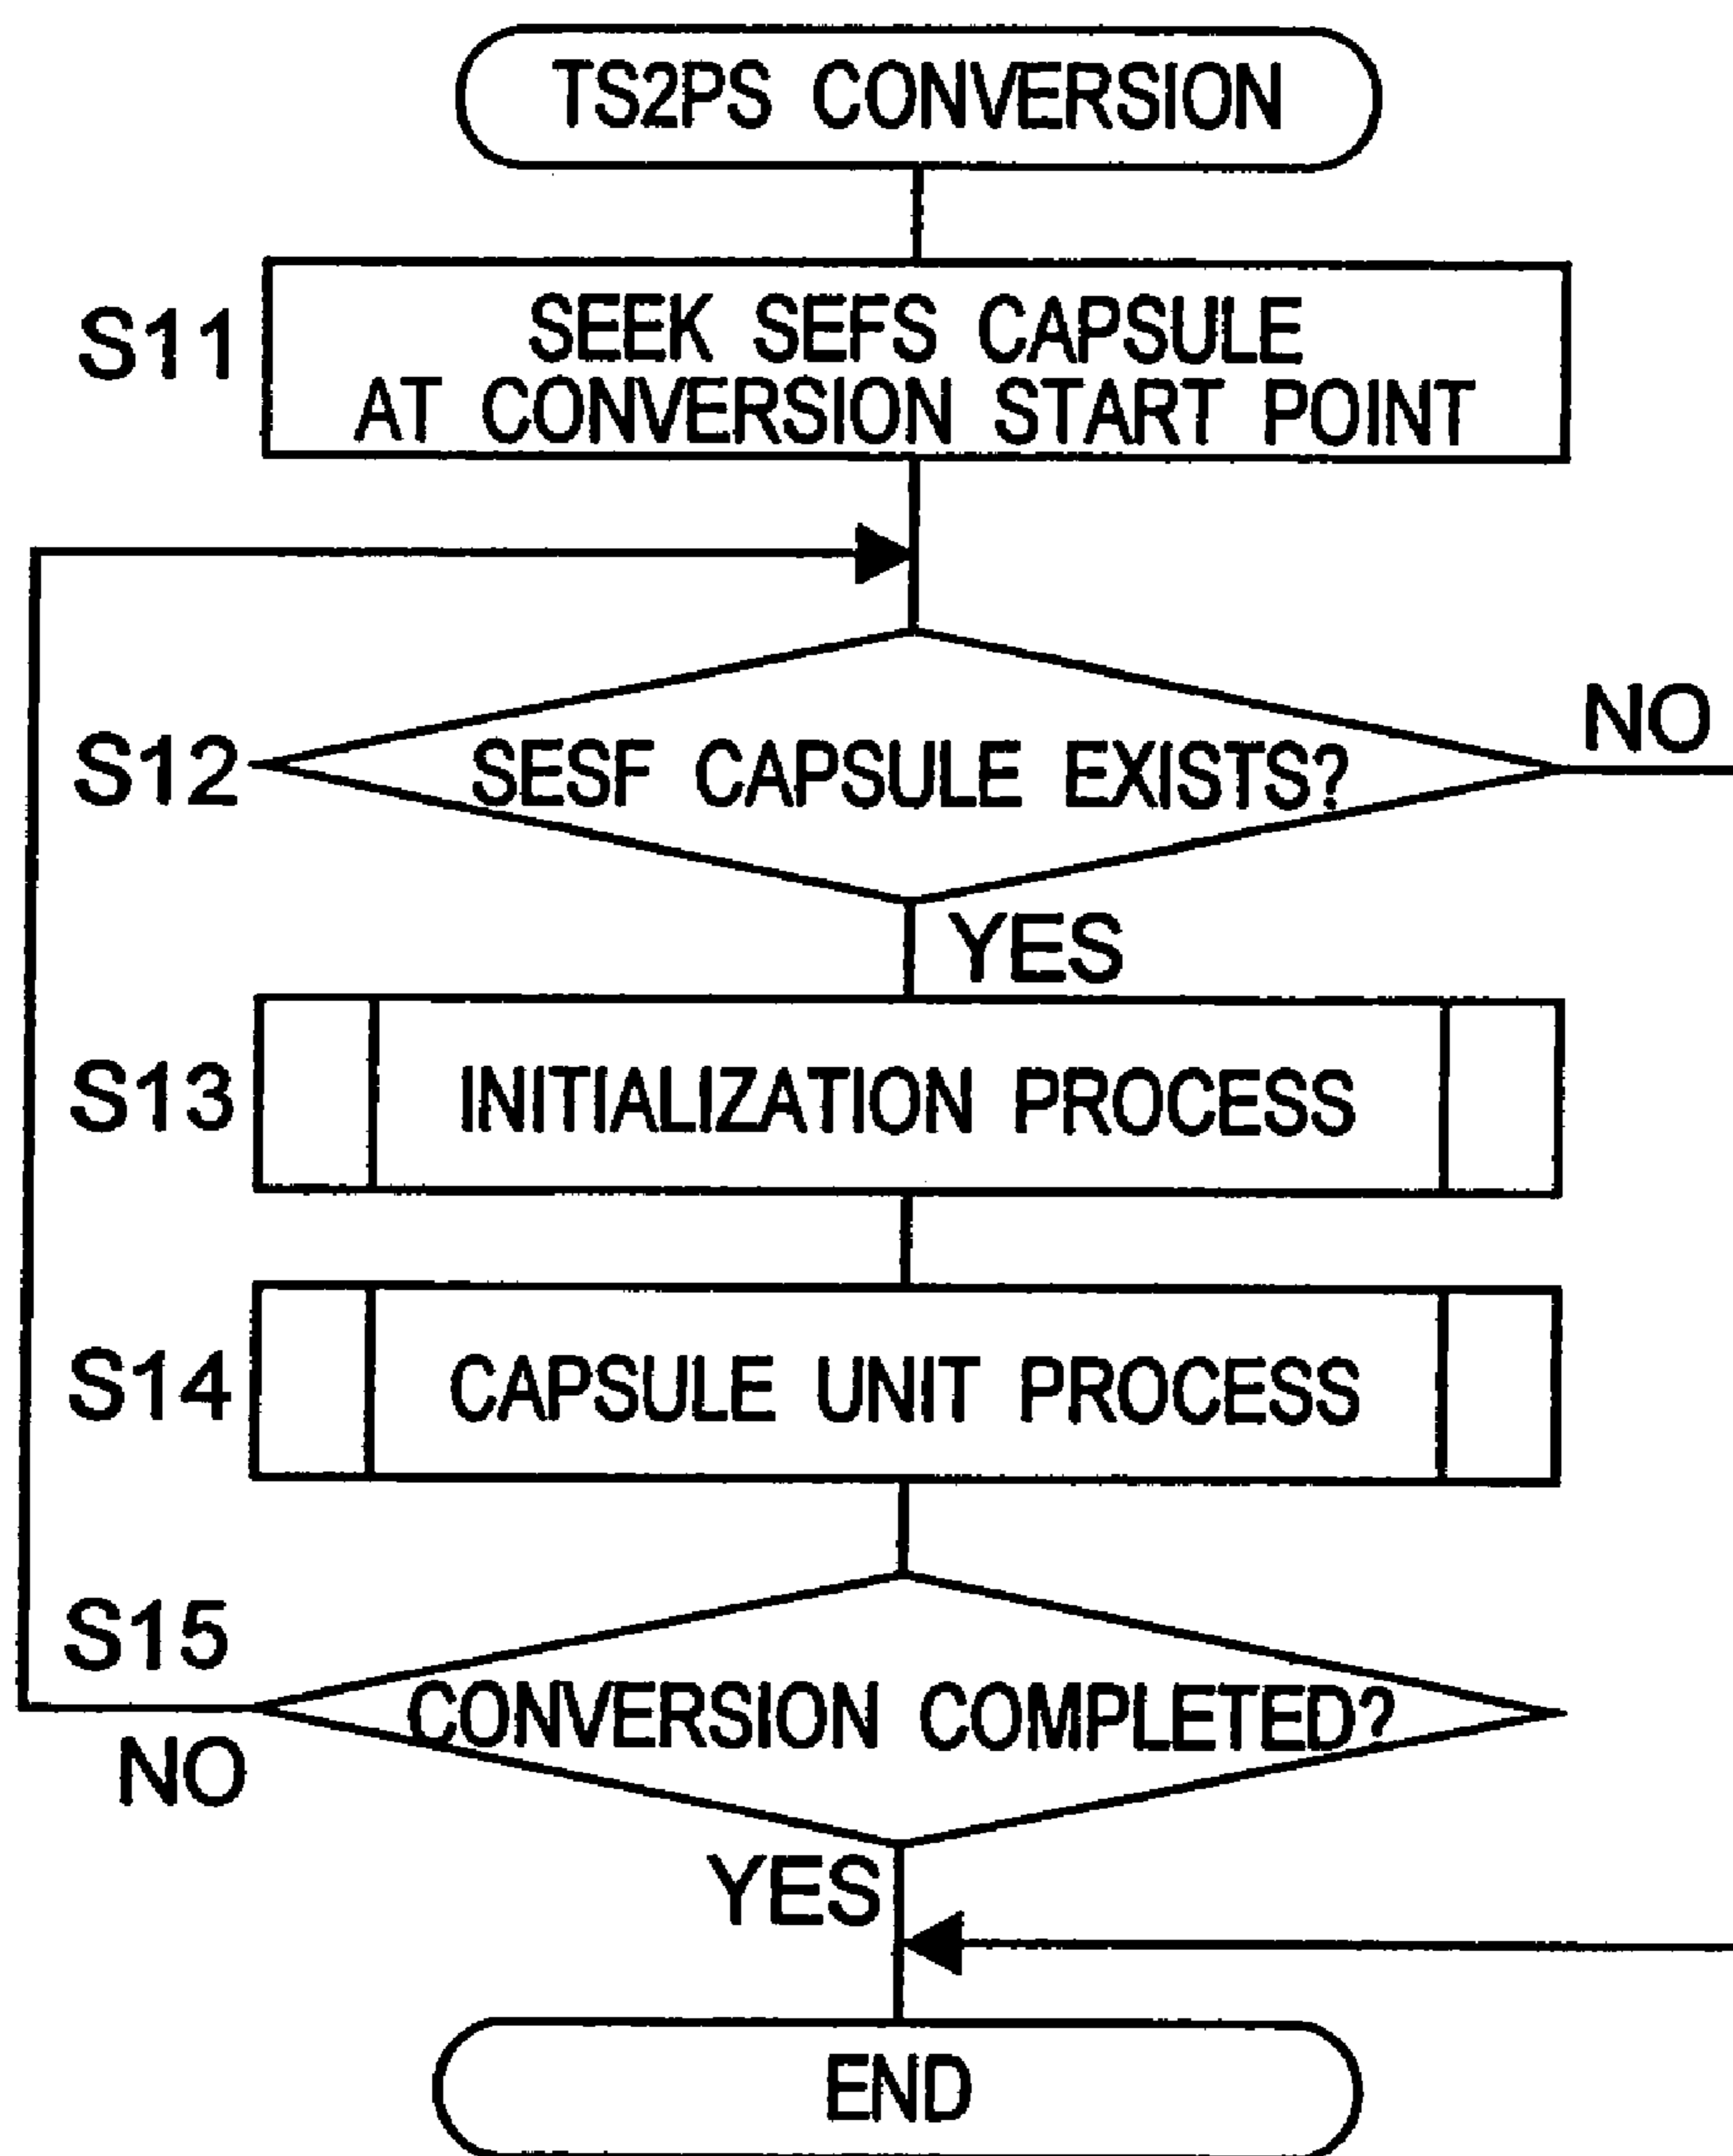 TS2PS CONVERSION
S11
SEEK SEFS CAPSULE
AT CONVERSION START POINT
S12
SESF CAPSULE EXISTS?
NO
YES
S13
INITIALIZATION PROCESS
S14
CAPSULE UNIT PROCESS
S15
CONVERSION COMPLETED?
NO
YES
END